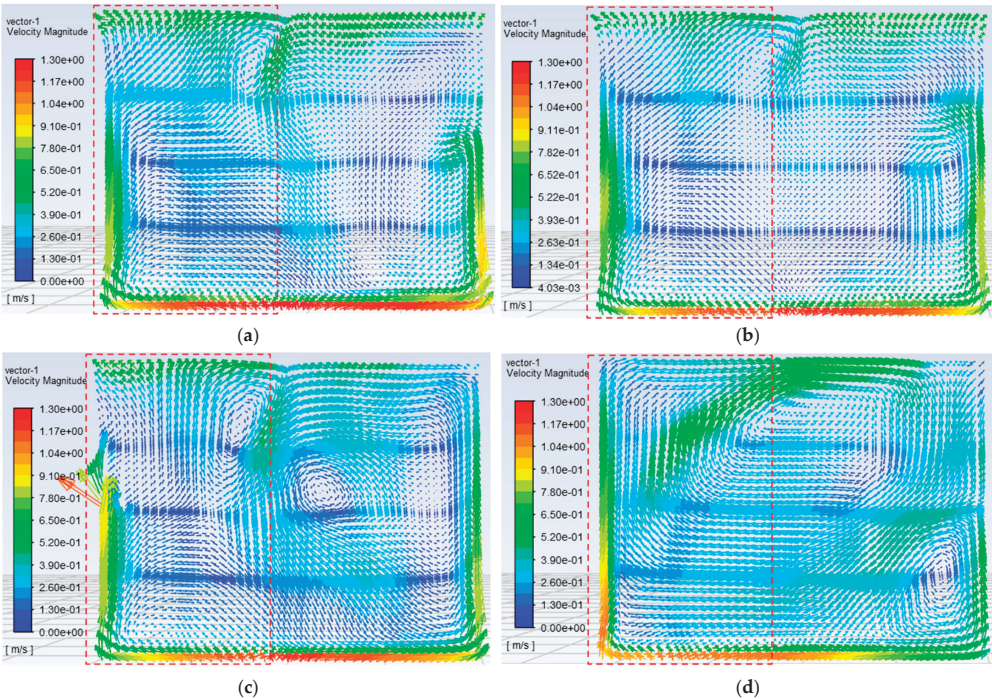 vector-1
Velocity Magnitude
1.30e+00
1.17e+00
1.04e+00
9.10e-01
7.80e-01
6.50e-01
5.20e-01
3.90e-01
2.60e-01
1.30e-01
0.00e+00
[ m/s ]
(a)
vector-1
Velocity Magnitude
1.30e+00
1.17e+00
1.04e+00
9.11e-01
7.82e-01
6.52e-01
5.22e-01
3.93e-01
2.63e-01
1.34e-01
4.03e-03
[ m/s ]
(b)
vector-1
Velocity Magnitude
1.30e+00
1.17e+00
1.04e+00
9.10e-01
7.80e-01
6.50e-01
5.20e-01
3.90e-01
2.60e-01
1.30e-01
0.00e+00
[ m/s ]
(c)
vector-1
Velocity Magnitude
1.30e+00
1.17e+00
1.04e+00
9.10e-01
7.80e-01
6.50e-01
5.20e-01
3.90e-01
2.60e-01
1.30e-01
0.00e+00
[ m/s ]
(d)